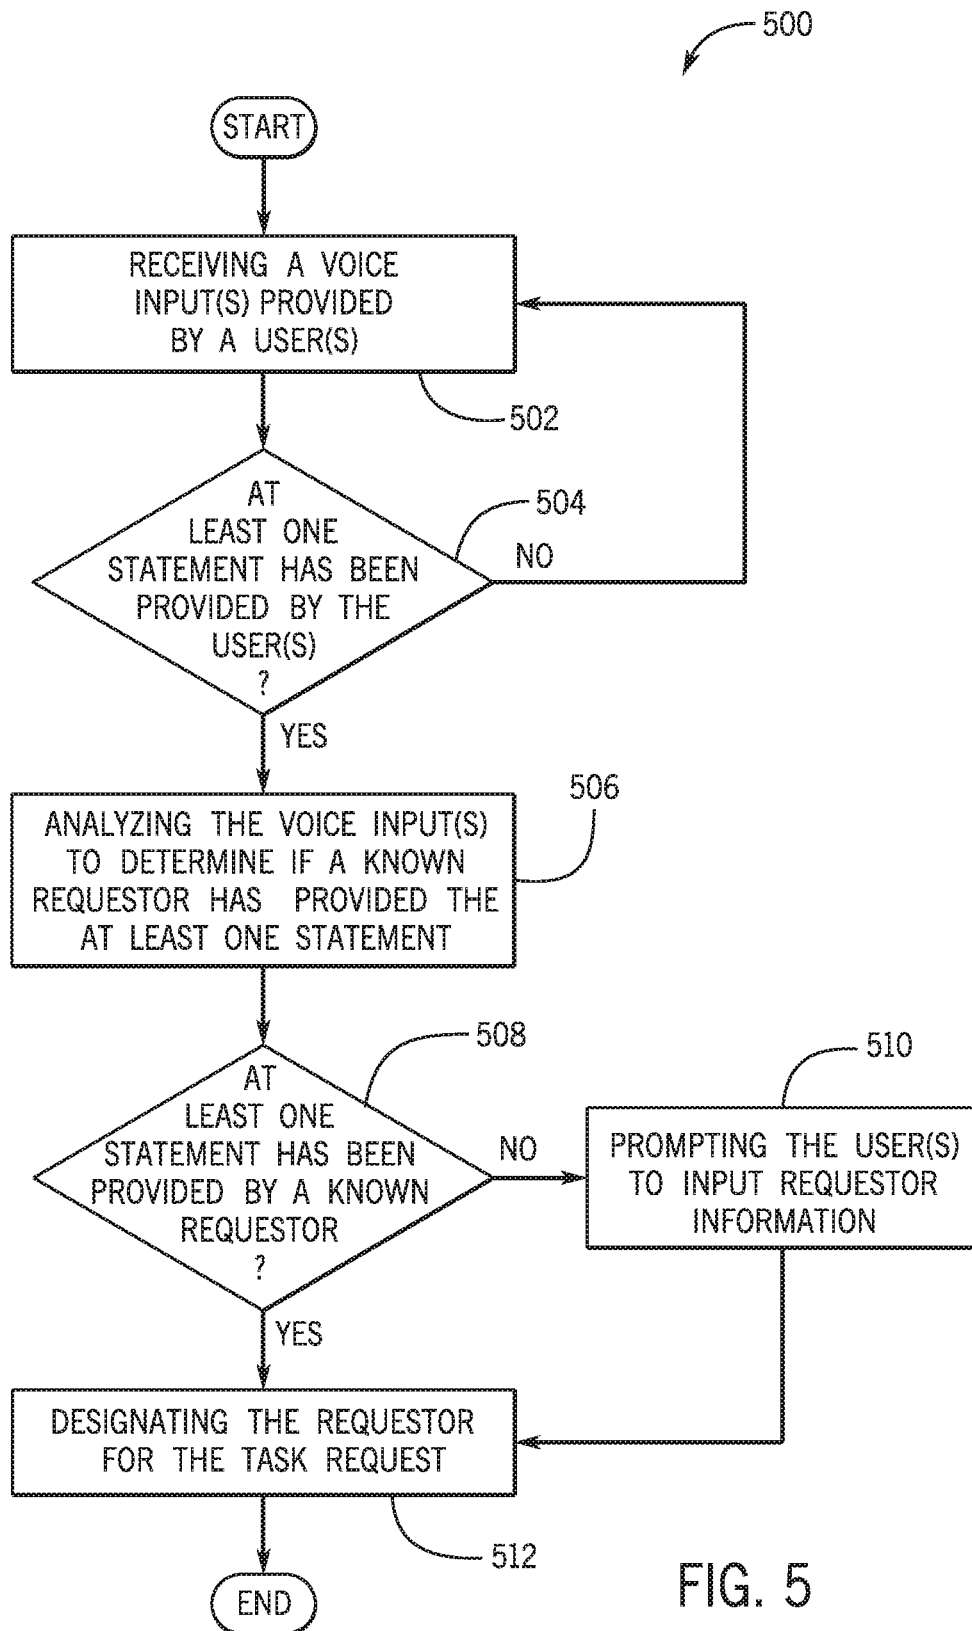 500
START
RECEIVING A VOICE
INPUT(S) PROVIDED
BY A USER(S)
502
AT
LEAST ONE
STATEMENT HAS BEEN
PROVIDED BY THE
USER(S)
?
504
NO
YES
506
ANALYZING THE VOICE INPUT(S)
TO DETERMINE IF A KNOWN
REQUESTOR HAS PROVIDED THE
AT LEAST ONE STATEMENT
508
AT
LEAST ONE
STATEMENT HAS BEEN
PROVIDED BY A KNOWN
REQUESTOR
?
NO
510
PROMPTING THE USER(S)
TO INPUT REQUESTOR
INFORMATION
YES
DESIGNATING THE REQUESTOR
FOR THE TASK REQUEST
512
END
FIG. 5